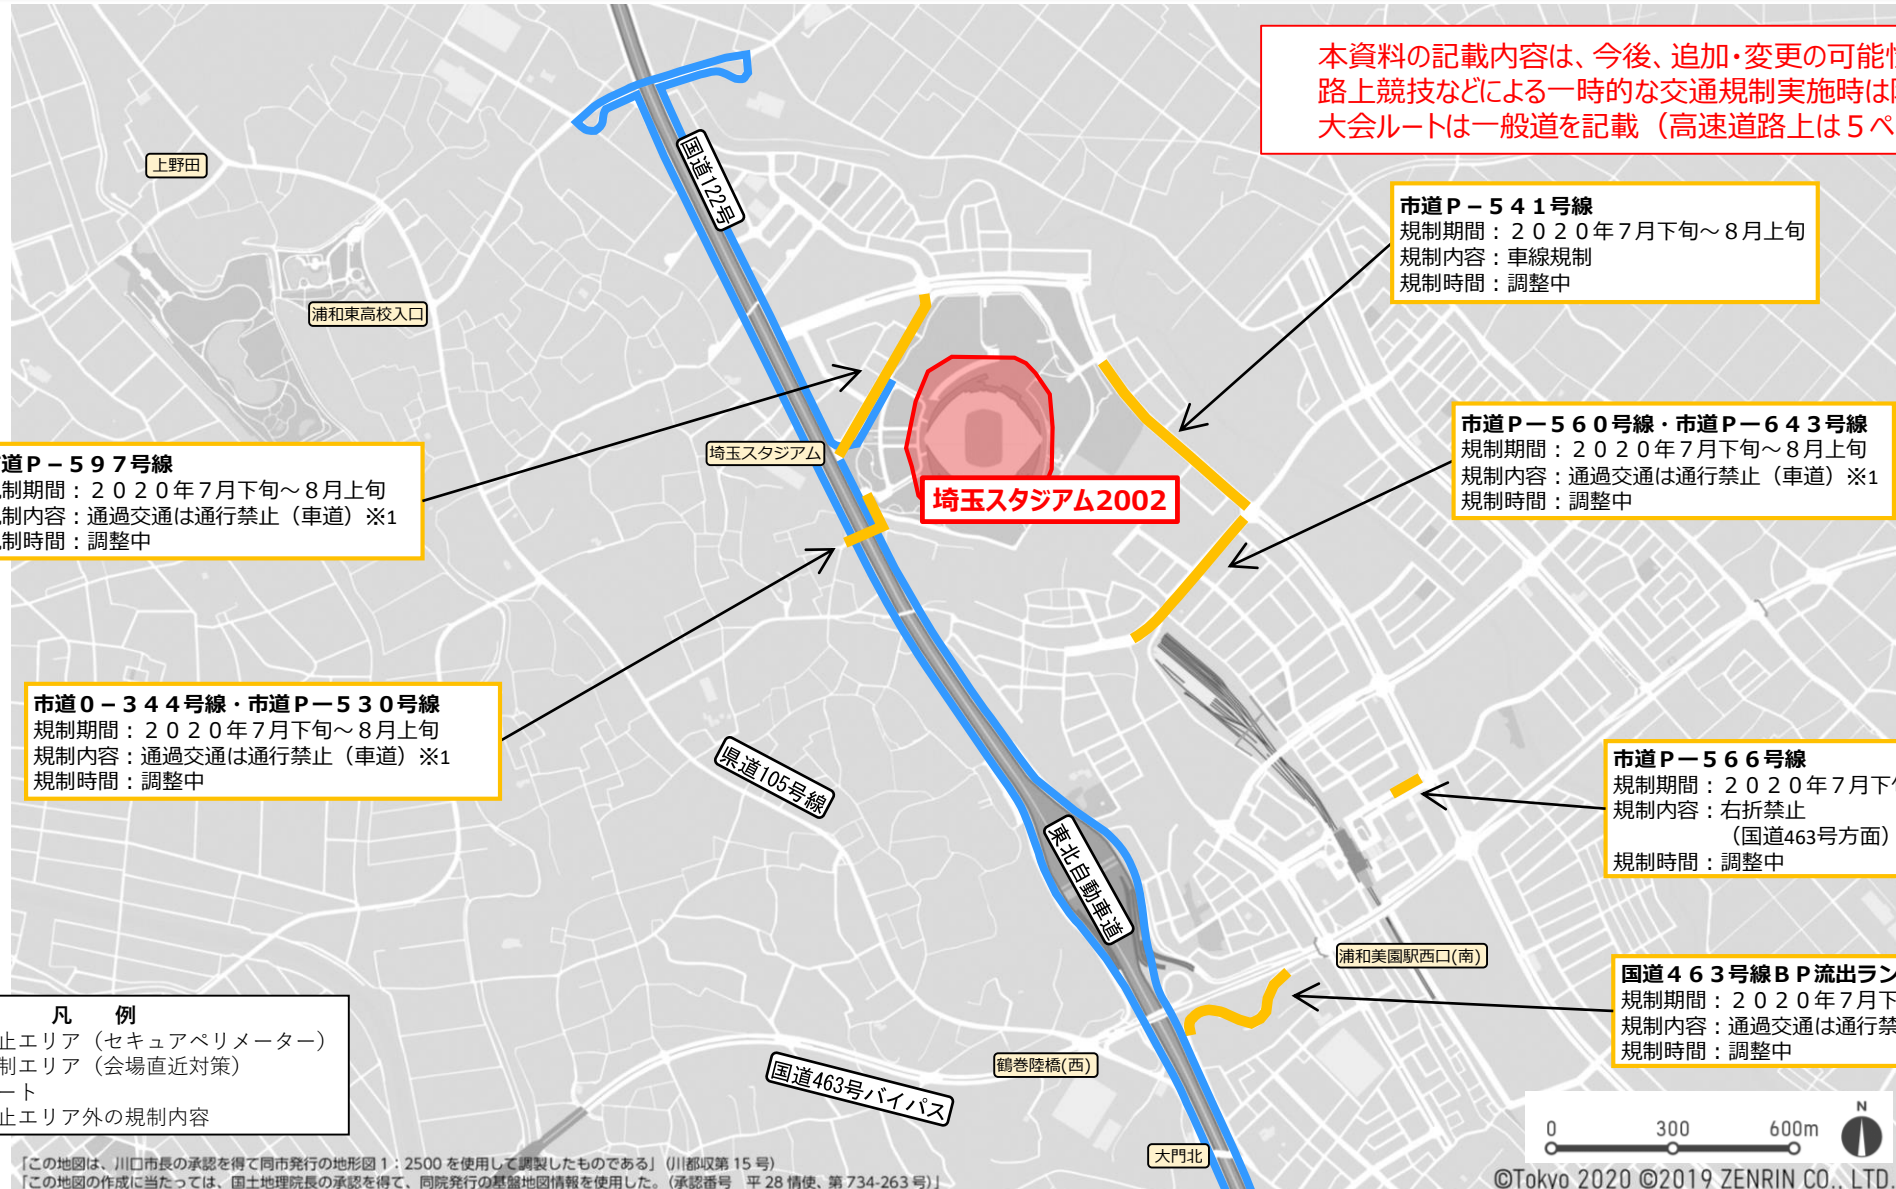 本資料の記載内容は、今後、追加・変更の可能性
路上競技などによる一時的な交通規制実施時は
大会ルートは一般道を記載（高速道路上は５ペ
国道122号
上野田
浦和東高校入口
市道Ｐ－５４１号線
規制期間：２０２０年７月下旬～８月上旬
規制内容：車線規制
規制時間：調整中
市道Ｐ―５６０号線・市道Ｐ―６４３号線
規制期間：２０２０年７月下旬～８月上旬
規制内容：通過交通は通行禁止（車道）※1
規制時間：調整中
埼玉スタジアム
埼玉スタジアム2002
道Ｐ－５９７号線
制期間：２０２０年７月下旬～８月上旬
制内容：通過交通は通行禁止（車道）※1
制時間：調整中
市道０－３４４号線・市道Ｐ―５３０号線
規制期間：２０２０年７月下旬～８月上旬
規制内容：通過交通は通行禁止（車道）※1
規制時間：調整中
県道105号線
東北自動車道
市道Ｐ―５６６号線
規制期間：２０２０年７月下旬
規制内容：右折禁止
（国道463号方面）
規制時間：調整中
浦和美園駅西口(南)
国道４６３号線ＢＰ流出ラン
規制期間：２０２０年７月下
規制内容：通過交通は通行禁
規制時間：調整中
凡　例
止エリア（セキュアペリメーター）
制エリア（会場直近対策）
ート
止エリア外の規制内容
鶴巻陸橋(西)
国道463号バイパス
大門北
0 300 600m
N
「この地図は、川口市長の承認を得て同市発行の地形図 1：2500 を使用して調製したものである」（川都収第 15 号）
「この地図の作成に当たっては、国土地理院長の承認を得て、同院発行の基盤地図情報を使用した。（承認番号　平 28 情使、第 734-263 号）」
©Tokyo 2020 ©2019 ZENRIN CO., LTD.